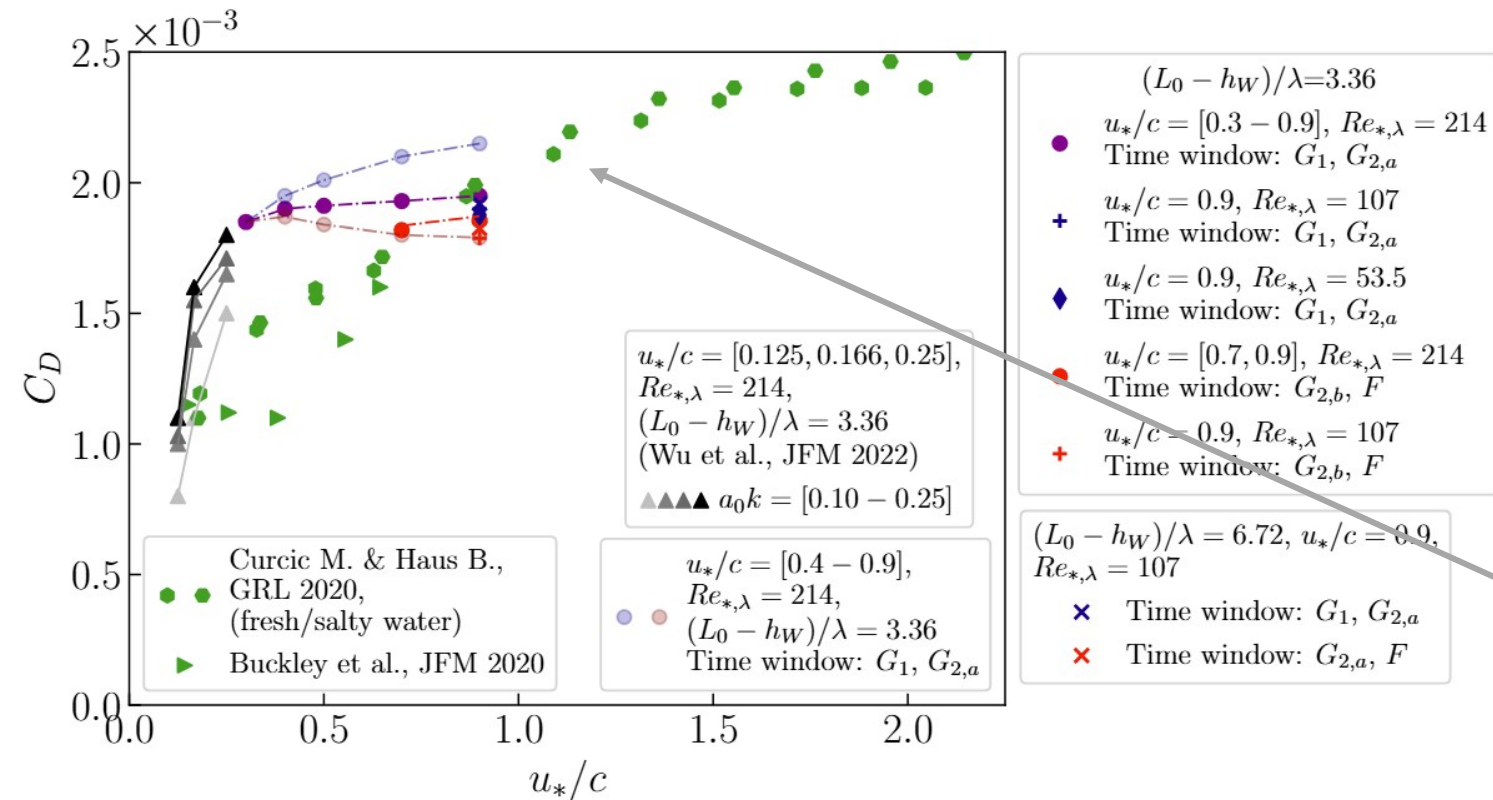 ×10⁻³
2.5
2.0
1.5
1.0
0.5
0.0
C_D
0.0
0.5
1.0
1.5
2.0
u_*/c
u_*/c = [0.125, 0.166, 0.25],
Re_{*,λ} = 214,
(L_0 − h_W)/λ = 3.36
(Wu et al., JFM 2022)
a_0k = [0.10 − 0.25]
Curcic M. & Haus B.,
GRL 2020,
(fresh/salty water)
Buckley et al., JFM 2020
u_*/c = [0.4 − 0.9],
Re_{*,λ} = 214,
(L_0 − h_W)/λ = 3.36
Time window: G_1, G_{2,a}
(L_0 − h_W)/λ=3.36
u_*/c = [0.3 − 0.9], Re_{*,λ} = 214
Time window: G_1, G_{2,a}
u_*/c = 0.9, Re_{*,λ} = 107
Time window: G_1, G_{2,a}
u_*/c = 0.9, Re_{*,λ} = 53.5
Time window: G_1, G_{2,a}
u_*/c = [0.7, 0.9], Re_{*,λ} = 214
Time window: G_{2,b}, F
u_*/c = 0.9, Re_{*,λ} = 107
Time window: G_{2,b}, F
(L_0 − h_W)/λ = 6.72, u_*/c = 0.9,
Re_{*,λ} = 107
Time window: G_1, G_{2,a}
Time window: G_{2,a}, F